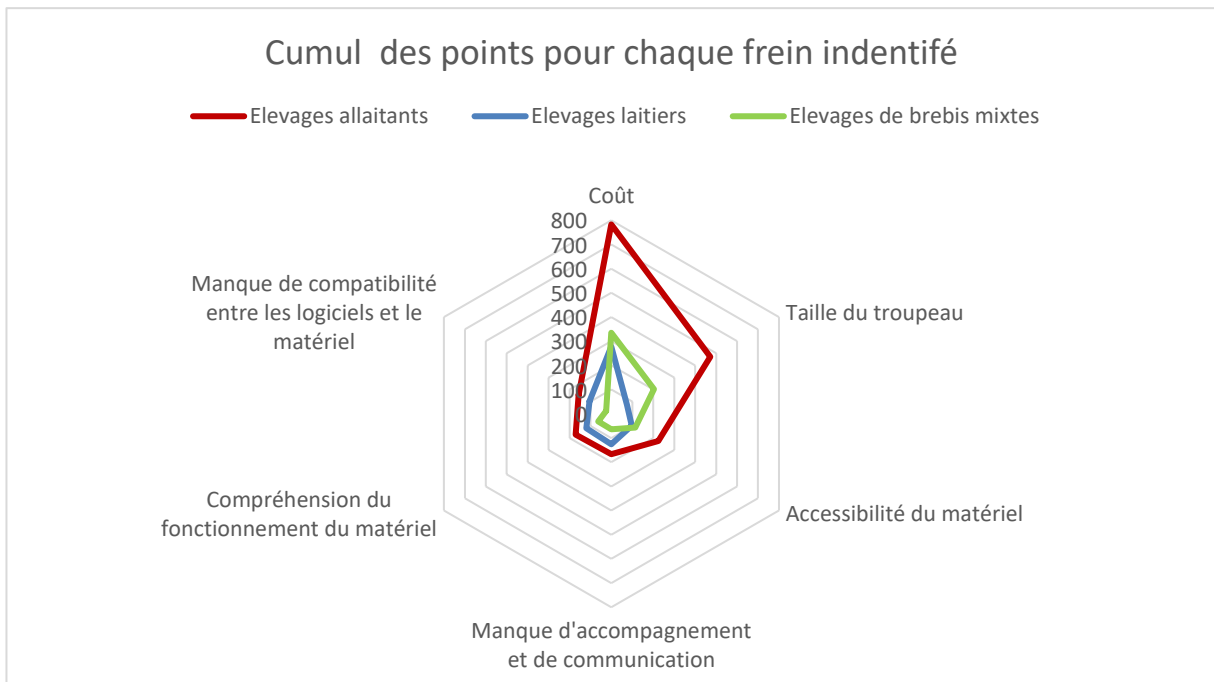 Cumul  des points pour chaque frein indentifé
Elevages allaitants
Elevages laitiers
Elevages de brebis mixtes
Coût
800
700
600
500
400
300
200
100
0
Taille du troupeau
Accessibilité du matériel
Manque d'accompagnement
et de communication
Compréhension du
fonctionnement du matériel
Manque de compatibilité
entre les logiciels et le
matériel